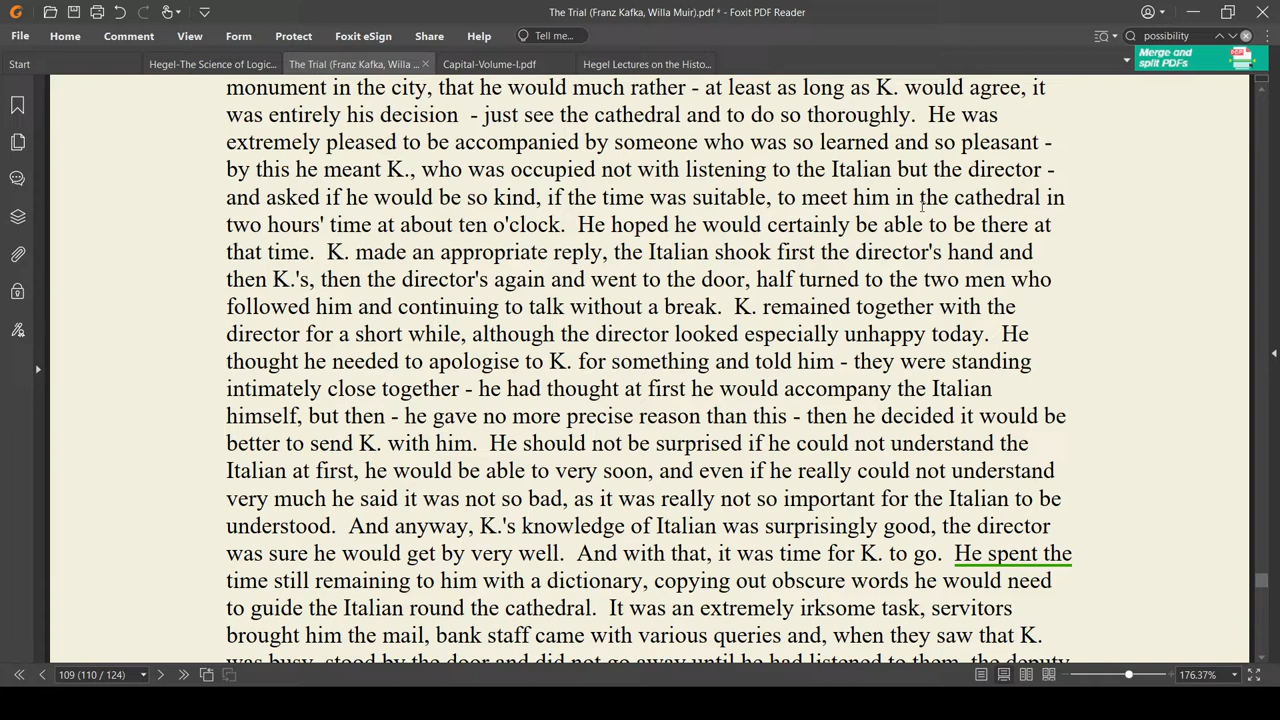 The Trial (Franz Kafka, Willa Muir).pdf * - Foxit PDF Reader
File Home Comment View Form Protect Foxit eSign Share Help Tell me... possibility
Start Hegel-The Science of Logic... The Trial (Franz Kafka, Willa ... Capital-Volume-I.pdf Hegel Lectures on the Histo... Merge and
split PDFs
monument in the city, that he would much rather - at least as long as K. would agree, it
was entirely his decision  - just see the cathedral and to do so thoroughly.  He was
extremely pleased to be accompanied by someone who was so learned and so pleasant -
by this he meant K., who was occupied not with listening to the Italian but the director -
and asked if he would be so kind, if the time was suitable, to meet him in the cathedral in
two hours' time at about ten o'clock.  He hoped he would certainly be able to be there at
that time.  K. made an appropriate reply, the Italian shook first the director's hand and
then K.'s, then the director's again and went to the door, half turned to the two men who
followed him and continuing to talk without a break.  K. remained together with the
director for a short while, although the director looked especially unhappy today.  He
thought he needed to apologise to K. for something and told him - they were standing
intimately close together - he had thought at first he would accompany the Italian
himself, but then - he gave no more precise reason than this - then he decided it would be
better to send K. with him.  He should not be surprised if he could not understand the
Italian at first, he would be able to very soon, and even if he really could not understand
very much he said it was not so bad, as it was really not so important for the Italian to be
understood.  And anyway, K.'s knowledge of Italian was surprisingly good, the director
was sure he would get by very well.  And with that, it was time for K. to go.  He spent the
time still remaining to him with a dictionary, copying out obscure words he would need
to guide the Italian round the cathedral.  It was an extremely irksome task, servitors
brought him the mail, bank staff came with various queries and, when they saw that K.
was busy, stood by the door and did not go away until he had listened to them, the deputy
109 (110 / 124) 176.37%